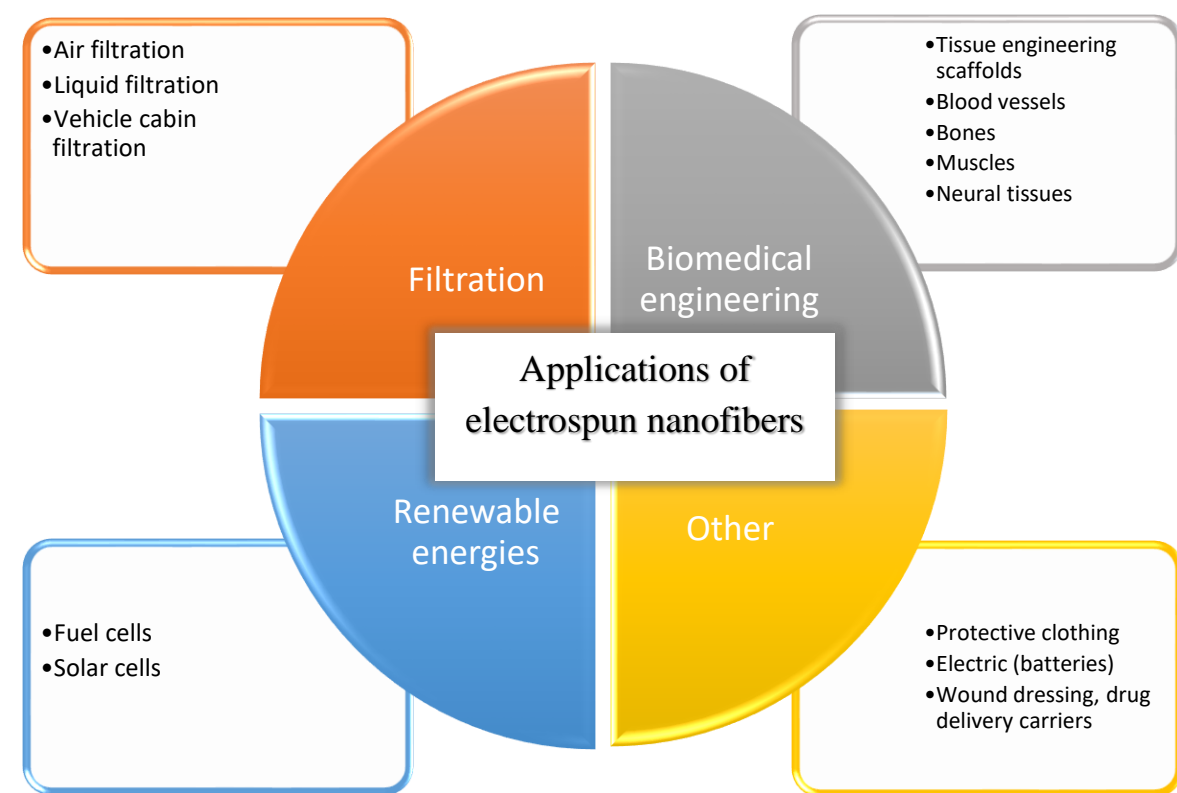 •Air filtration
•Liquid filtration
•Vehicle cabin
filtration
•Tissue engineering
scaffolds
•Blood vessels
•Bones
•Muscles
•Neural tissues
Filtration
Biomedical
engineering
Applications of
electrospun nanofibers
Renewable
energies
Other
•Fuel cells
•Solar cells
•Protective clothing
•Electric (batteries)
•Wound dressing, drug
delivery carriers